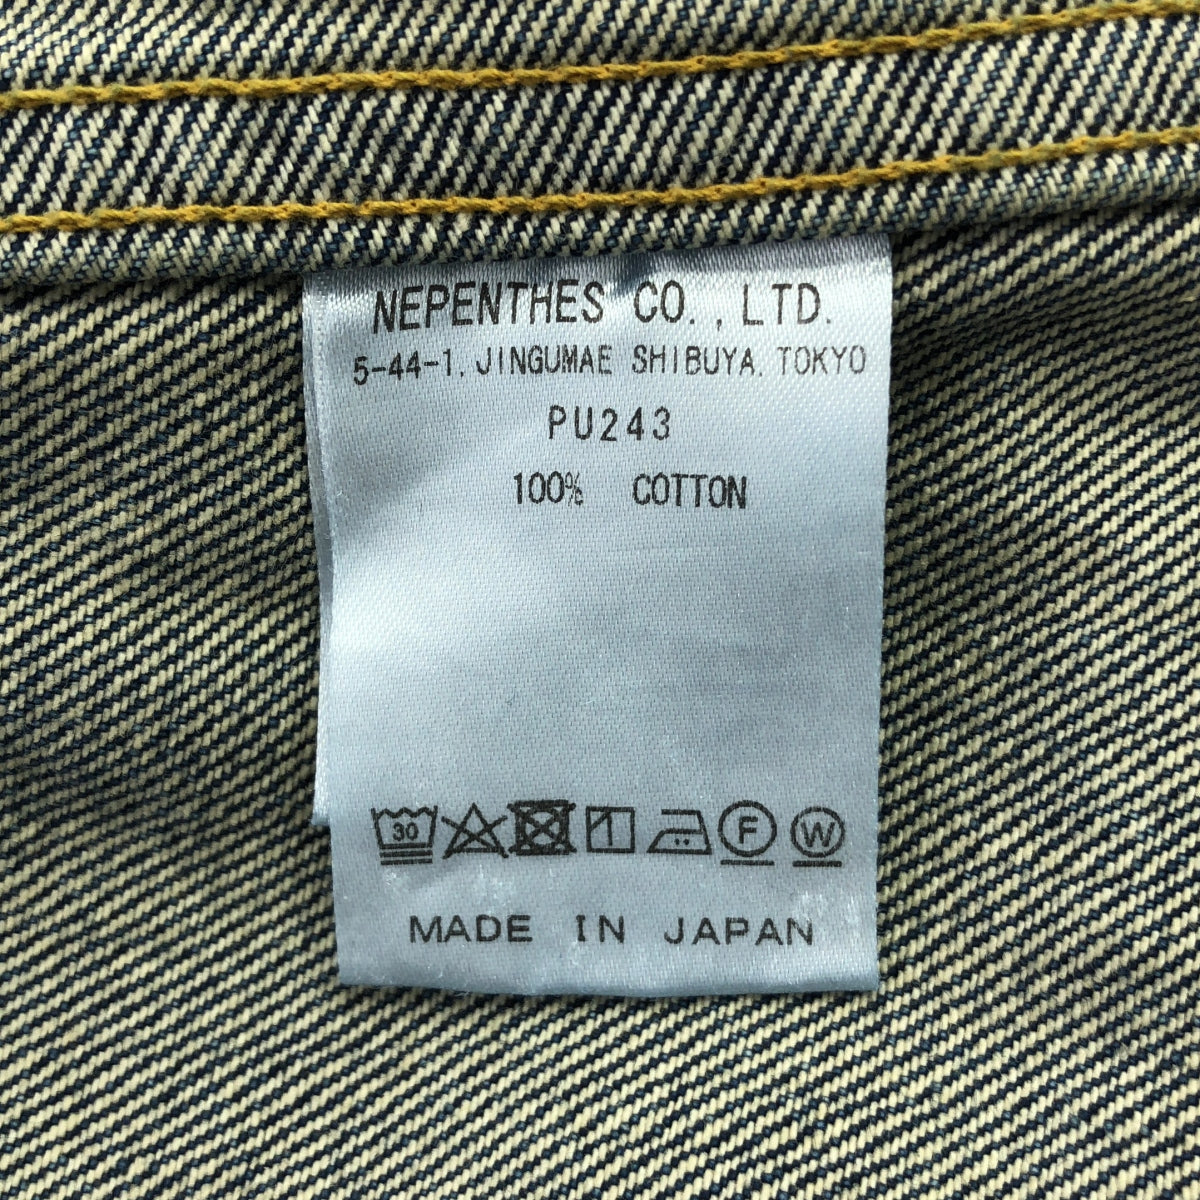 NEPENTHES CO., LTD.
5-44-1, JINGUMAE SHIBUYA, TOKYO
PU243
100% COTTON
30 F W
MADE IN JAPAN